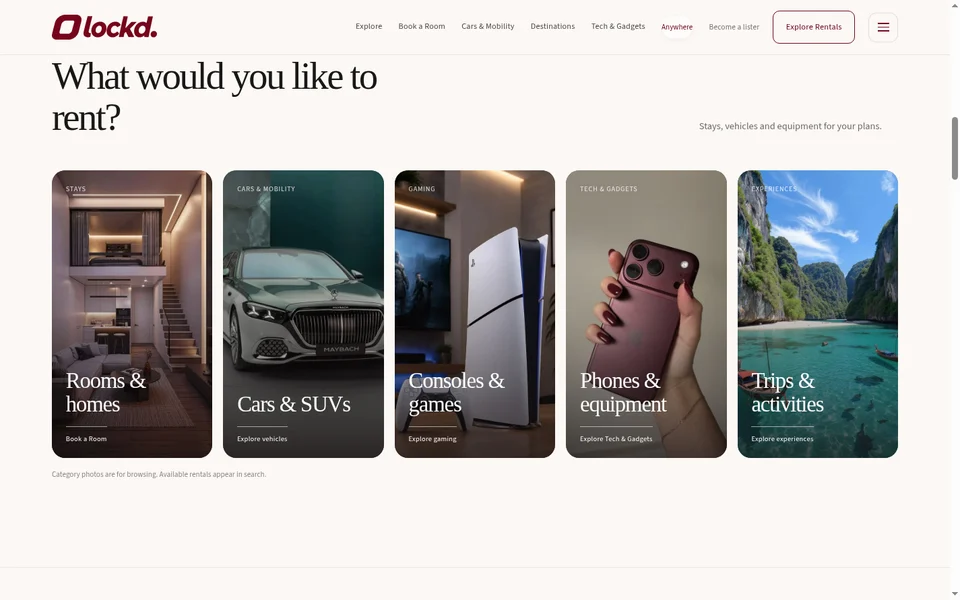 lockd.
Explore
Book a Room
Cars & Mobility
Destinations
Tech & Gadgets
Anywhere
Become a lister
Explore Rentals
What would you like to
rent?
Stays, vehicles and equipment for your plans.
STAYS
Rooms &
homes
Book a Room
CARS & MOBILITY
MAYBACH
Cars & SUVs
Explore vehicles
GAMING
Consoles &
games
Explore gaming
TECH & GADGETS
Phones &
equipment
Explore Tech & Gadgets
EXPERIENCES
Trips &
activities
Explore experiences
Category photos are for browsing. Available rentals appear in search.